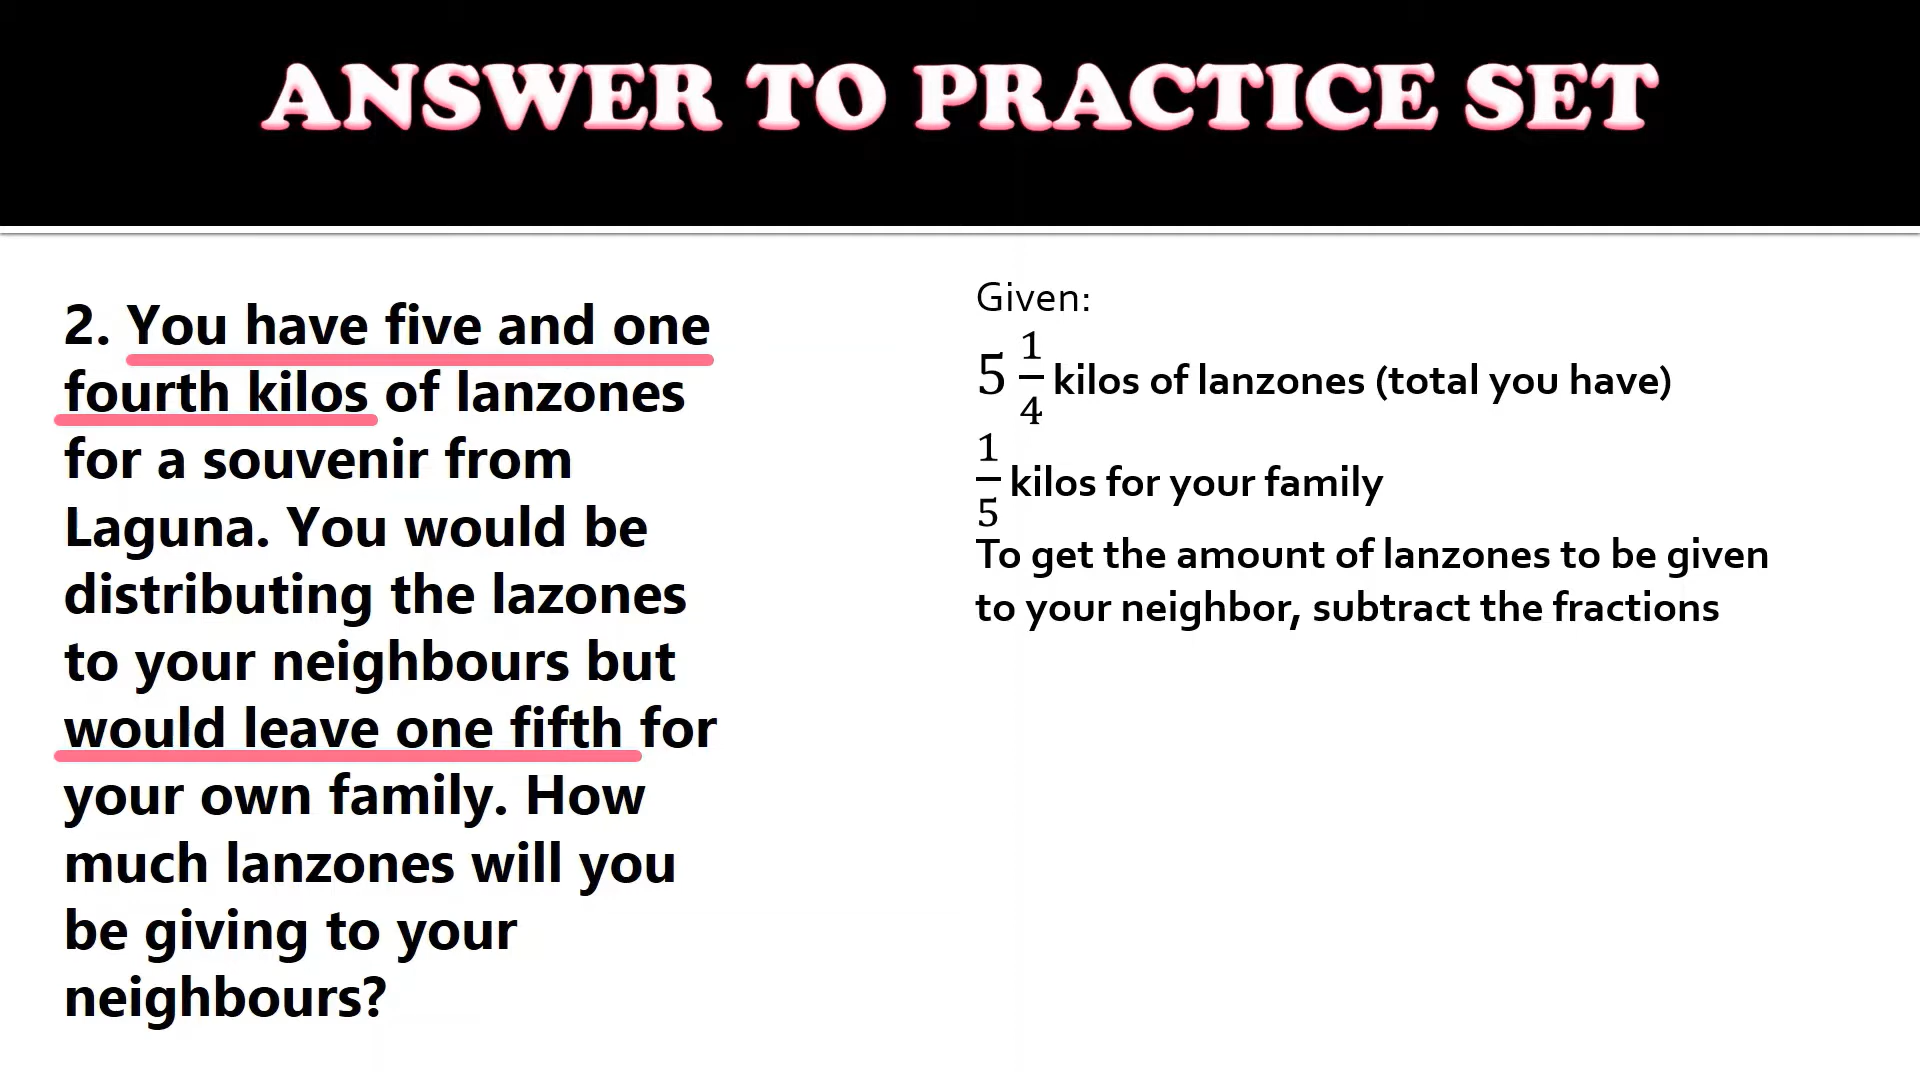 ANSWER TO PRACTICE SET
2. You have five and one
fourth kilos of lanzones
for a souvenir from
Laguna. You would be
distributing the lazones
to your neighbours but
would leave one fifth for
your own family. How
much lanzones will you
be giving to your
neighbours?
Given:
5 1/4 kilos of lanzones (total you have)
1/5 kilos for your family
To get the amount of lanzones to be given
to your neighbor, subtract the fractions